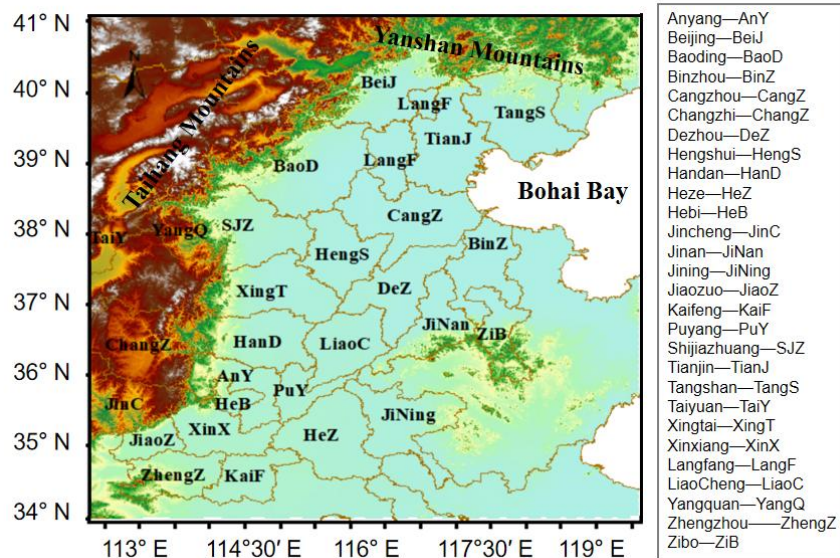 41° N
40° N
39° N
38° N
37° N
36° N
35° N
34° N
113° E
114°30' E
116° E
117°30' E
119° E
N
Taihang Mountains
Yanshan Mountains
BeiJ
LangF
TangS
TianJ
LangF
BaoD
Bohai Bay
CangZ
SJZ
YangQ
TaiY
HengS
BinZ
XingT
DeZ
JiNan
ZiB
HanD
LiaoC
ChangZ
AnY
PuY
HeB
JinC
XinX
JiaoZ
HeZ
JiNing
ZhengZ
KaiF
Anyang—AnY
Beijing—BeiJ
Baoding—BaoD
Binzhou—BinZ
Cangzhou—CangZ
Changzhi—ChangZ
Dezhou—DeZ
Hengshui—HengS
Handan—HanD
Heze—HeZ
Hebi—HeB
Jincheng—JinC
Jinan—JiNan
Jining—JiNing
Jiaozuo—JiaoZ
Kaifeng—KaiF
Puyang—PuY
Shijiazhuang—SJZ
Tianjin—TianJ
Tangshan—TangS
Taiyuan—TaiY
Xingtai—XingT
Xinxiang—XinX
Langfang—LangF
LiaoCheng—LiaoC
Yangquan—YangQ
Zhengzhou——ZhengZ
Zibo—ZiB